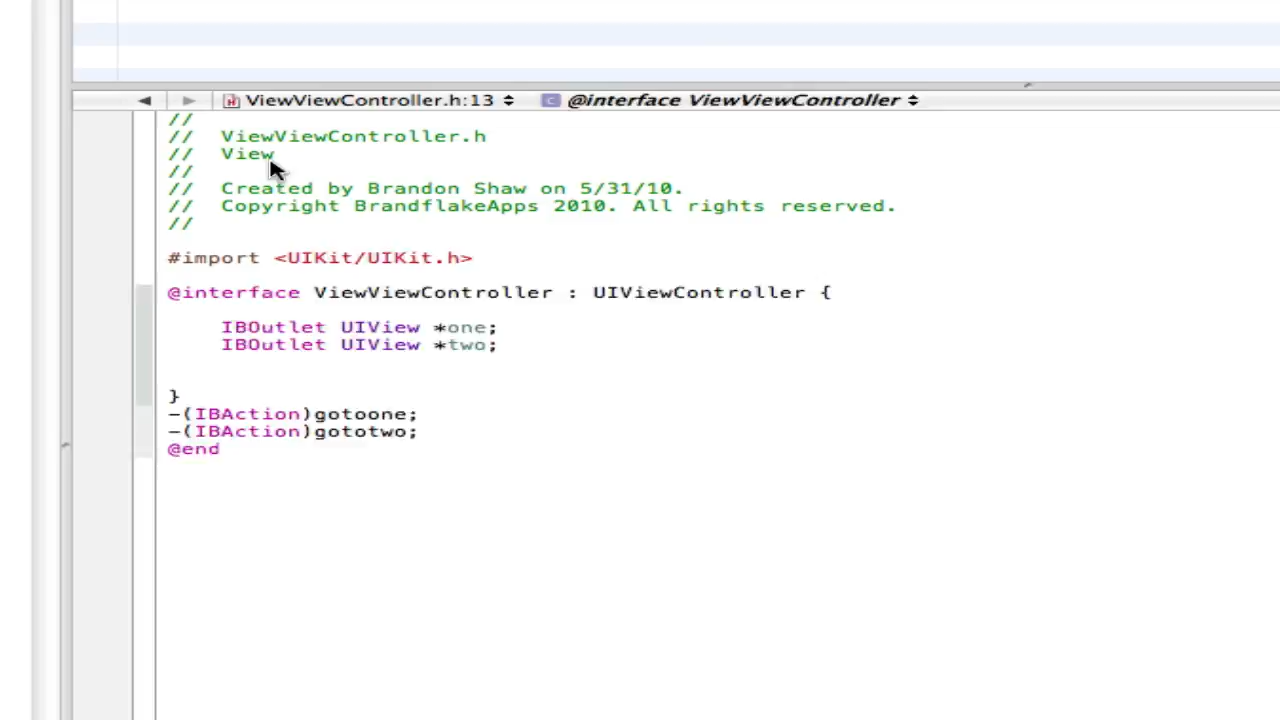 ViewViewController.h:13 @interface ViewViewController
//
// ViewViewController.h
// View
//
// Created by Brandon Shaw on 5/31/10.
// Copyright BrandflakeApps 2010. All rights reserved.
//
#import <UIKit/UIKit.h>
@interface ViewViewController : UIViewController {
IBOutlet UIView *one;
IBOutlet UIView *two;
}
-(IBAction)gotoone;
-(IBAction)gototwo;
@end